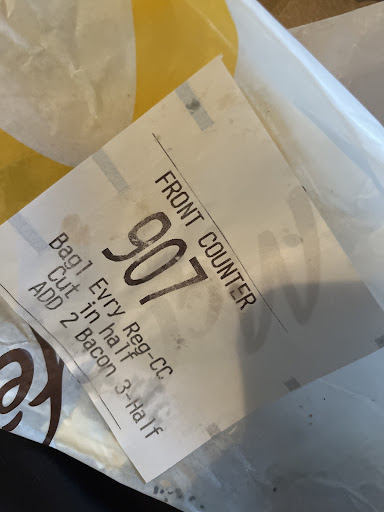 FRONT COUNTER
907
Bagl Evry Reg-CC
Cut in half
ADD 2 Bacon 3-Half